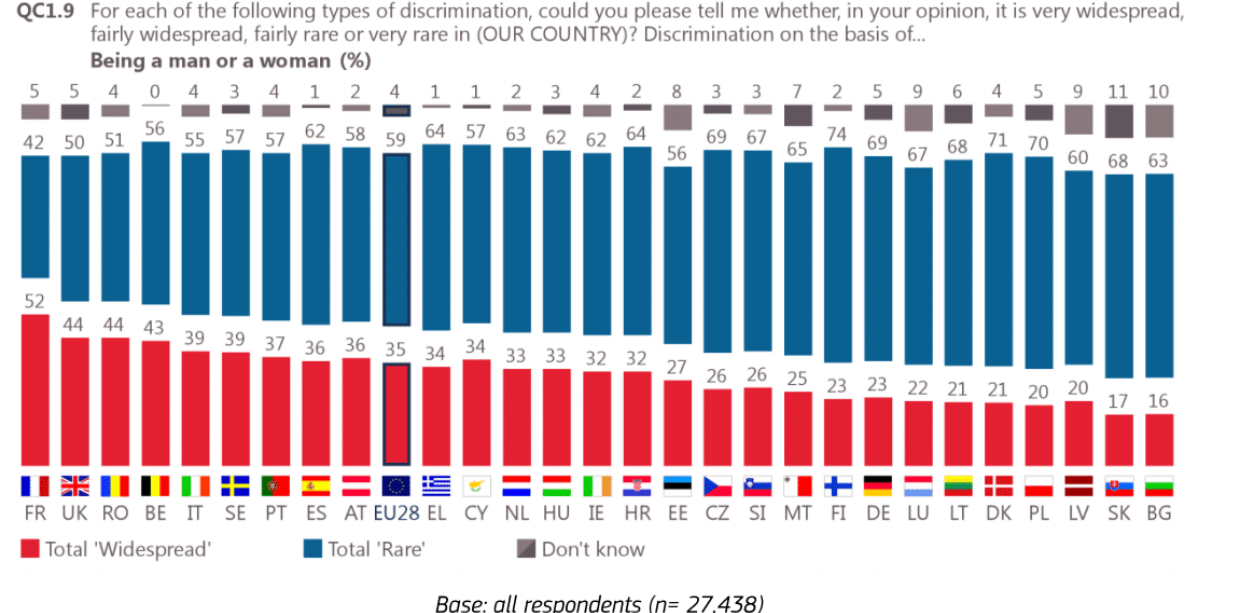 QC1.9 For each of the following types of discrimination, could you please tell me whether, in your opinion, it is very widespread,
fairly widespread, fairly rare or very rare in (OUR COUNTRY)? Discrimination on the basis of...
Being a man or a woman (%)
5 5 4 0 4 3 4 1 2 4 1 1 2 3 4 2 8 3 3 7 2 5 9 6 4 5 9 11 10
42 50 51 56 55 57 57 62 58 59 64 57 63 62 62 64 56 69 67 65 74 69 67 68 71 70 60 68 63
52 44 44 43 39 39 37 36 36 35 34 34 33 33 32 32 27 26 26 25 23 23 22 21 21 20 20 17 16
FR UK RO BE IT SE PT ES AT EU28 EL CY NL HU IE HR EE CZ SI MT FI DE LU LT DK PL LV SK BG
Total 'Widespread' Total 'Rare' Don't know
Base: all respondents (n= 27.438)